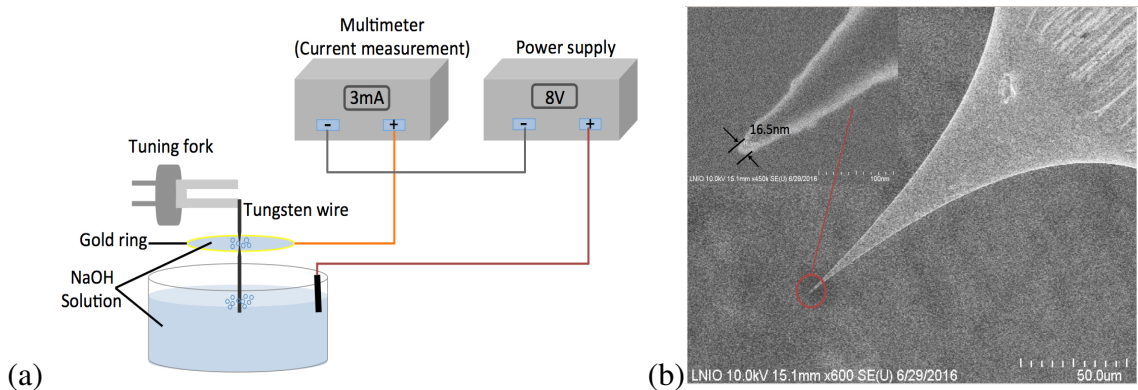 Multimeter
(Current measurement)
Power supply
3mA
8V
-
+
-
+
Tuning fork
Tungsten wire
Gold ring
NaOH
Solution
(a)
16.5nm
LNIO 10.0kV 15.1mm x450k SE(U) 6/29/2016
100nm
LNIO 10.0kV 15.1mm x600 SE(U) 6/29/2016
50.0um
(b)